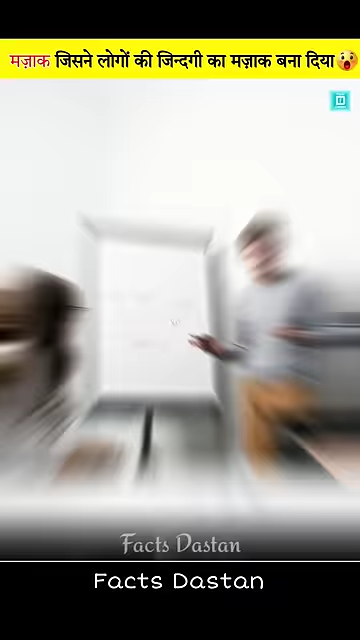 मज़ाक जिसने लोगों की जिन्दगी का मज़ाक बना दिया😲
Facts Dastan
Facts Dastan